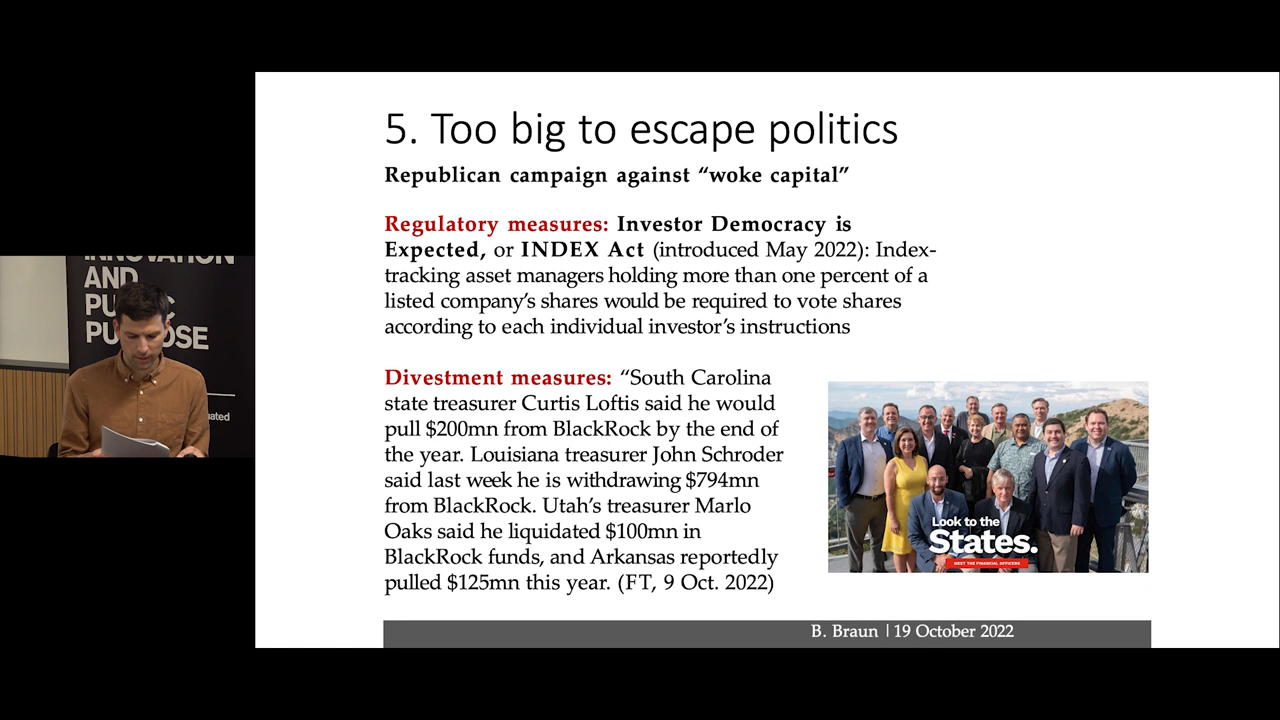 5. Too big to escape politics
Republican campaign against “woke capital”
Regulatory measures: Investor Democracy is
Expected, or INDEX Act (introduced May 2022): Index-
tracking asset managers holding more than one percent of a
listed company’s shares would be required to vote shares
according to each individual investor’s instructions
Divestment measures: “South Carolina
state treasurer Curtis Loftis said he would
pull $200mn from BlackRock by the end of
the year. Louisiana treasurer John Schroder
said last week he is withdrawing $794mn
from BlackRock. Utah’s treasurer Marlo
Oaks said he liquidated $100mn in
BlackRock funds, and Arkansas reportedly
pulled $125mn this year. (FT, 9 Oct. 2022)
Look to the
States.
MEET THE FINANCIAL OFFICERS
B. Braun | 19 October 2022
INNOVATION
AND